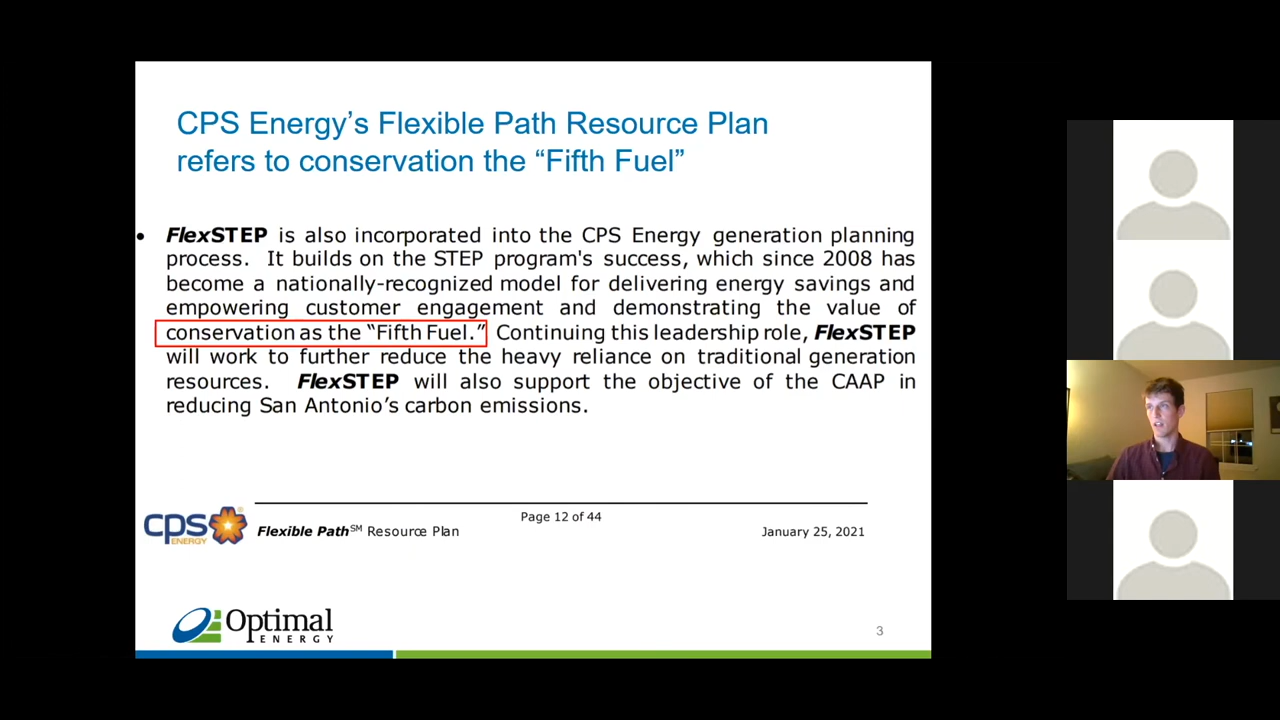 CPS Energy’s Flexible Path Resource Plan
refers to conservation the “Fifth Fuel”
• FlexSTEP is also incorporated into the CPS Energy generation planning
process. It builds on the STEP program's success, which since 2008 has
become a nationally-recognized model for delivering energy savings and
empowering customer engagement and demonstrating the value of
conservation as the “Fifth Fuel.” Continuing this leadership role, FlexSTEP
will work to further reduce the heavy reliance on traditional generation
resources. FlexSTEP will also support the objective of the CAAP in
reducing San Antonio’s carbon emissions.
cps
ENERGY
Page 12 of 44
Flexible Path℠ Resource Plan January 25, 2021
Optimal
ENERGY
3